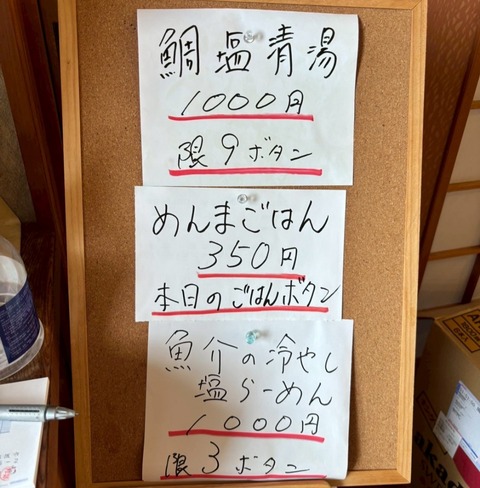 鯛塩青湯
1000円
限9ボタン
めんまごはん
350円
本日のごはんボタン
魚介の冷やし
塩らーめん
1000円
限3ボタン